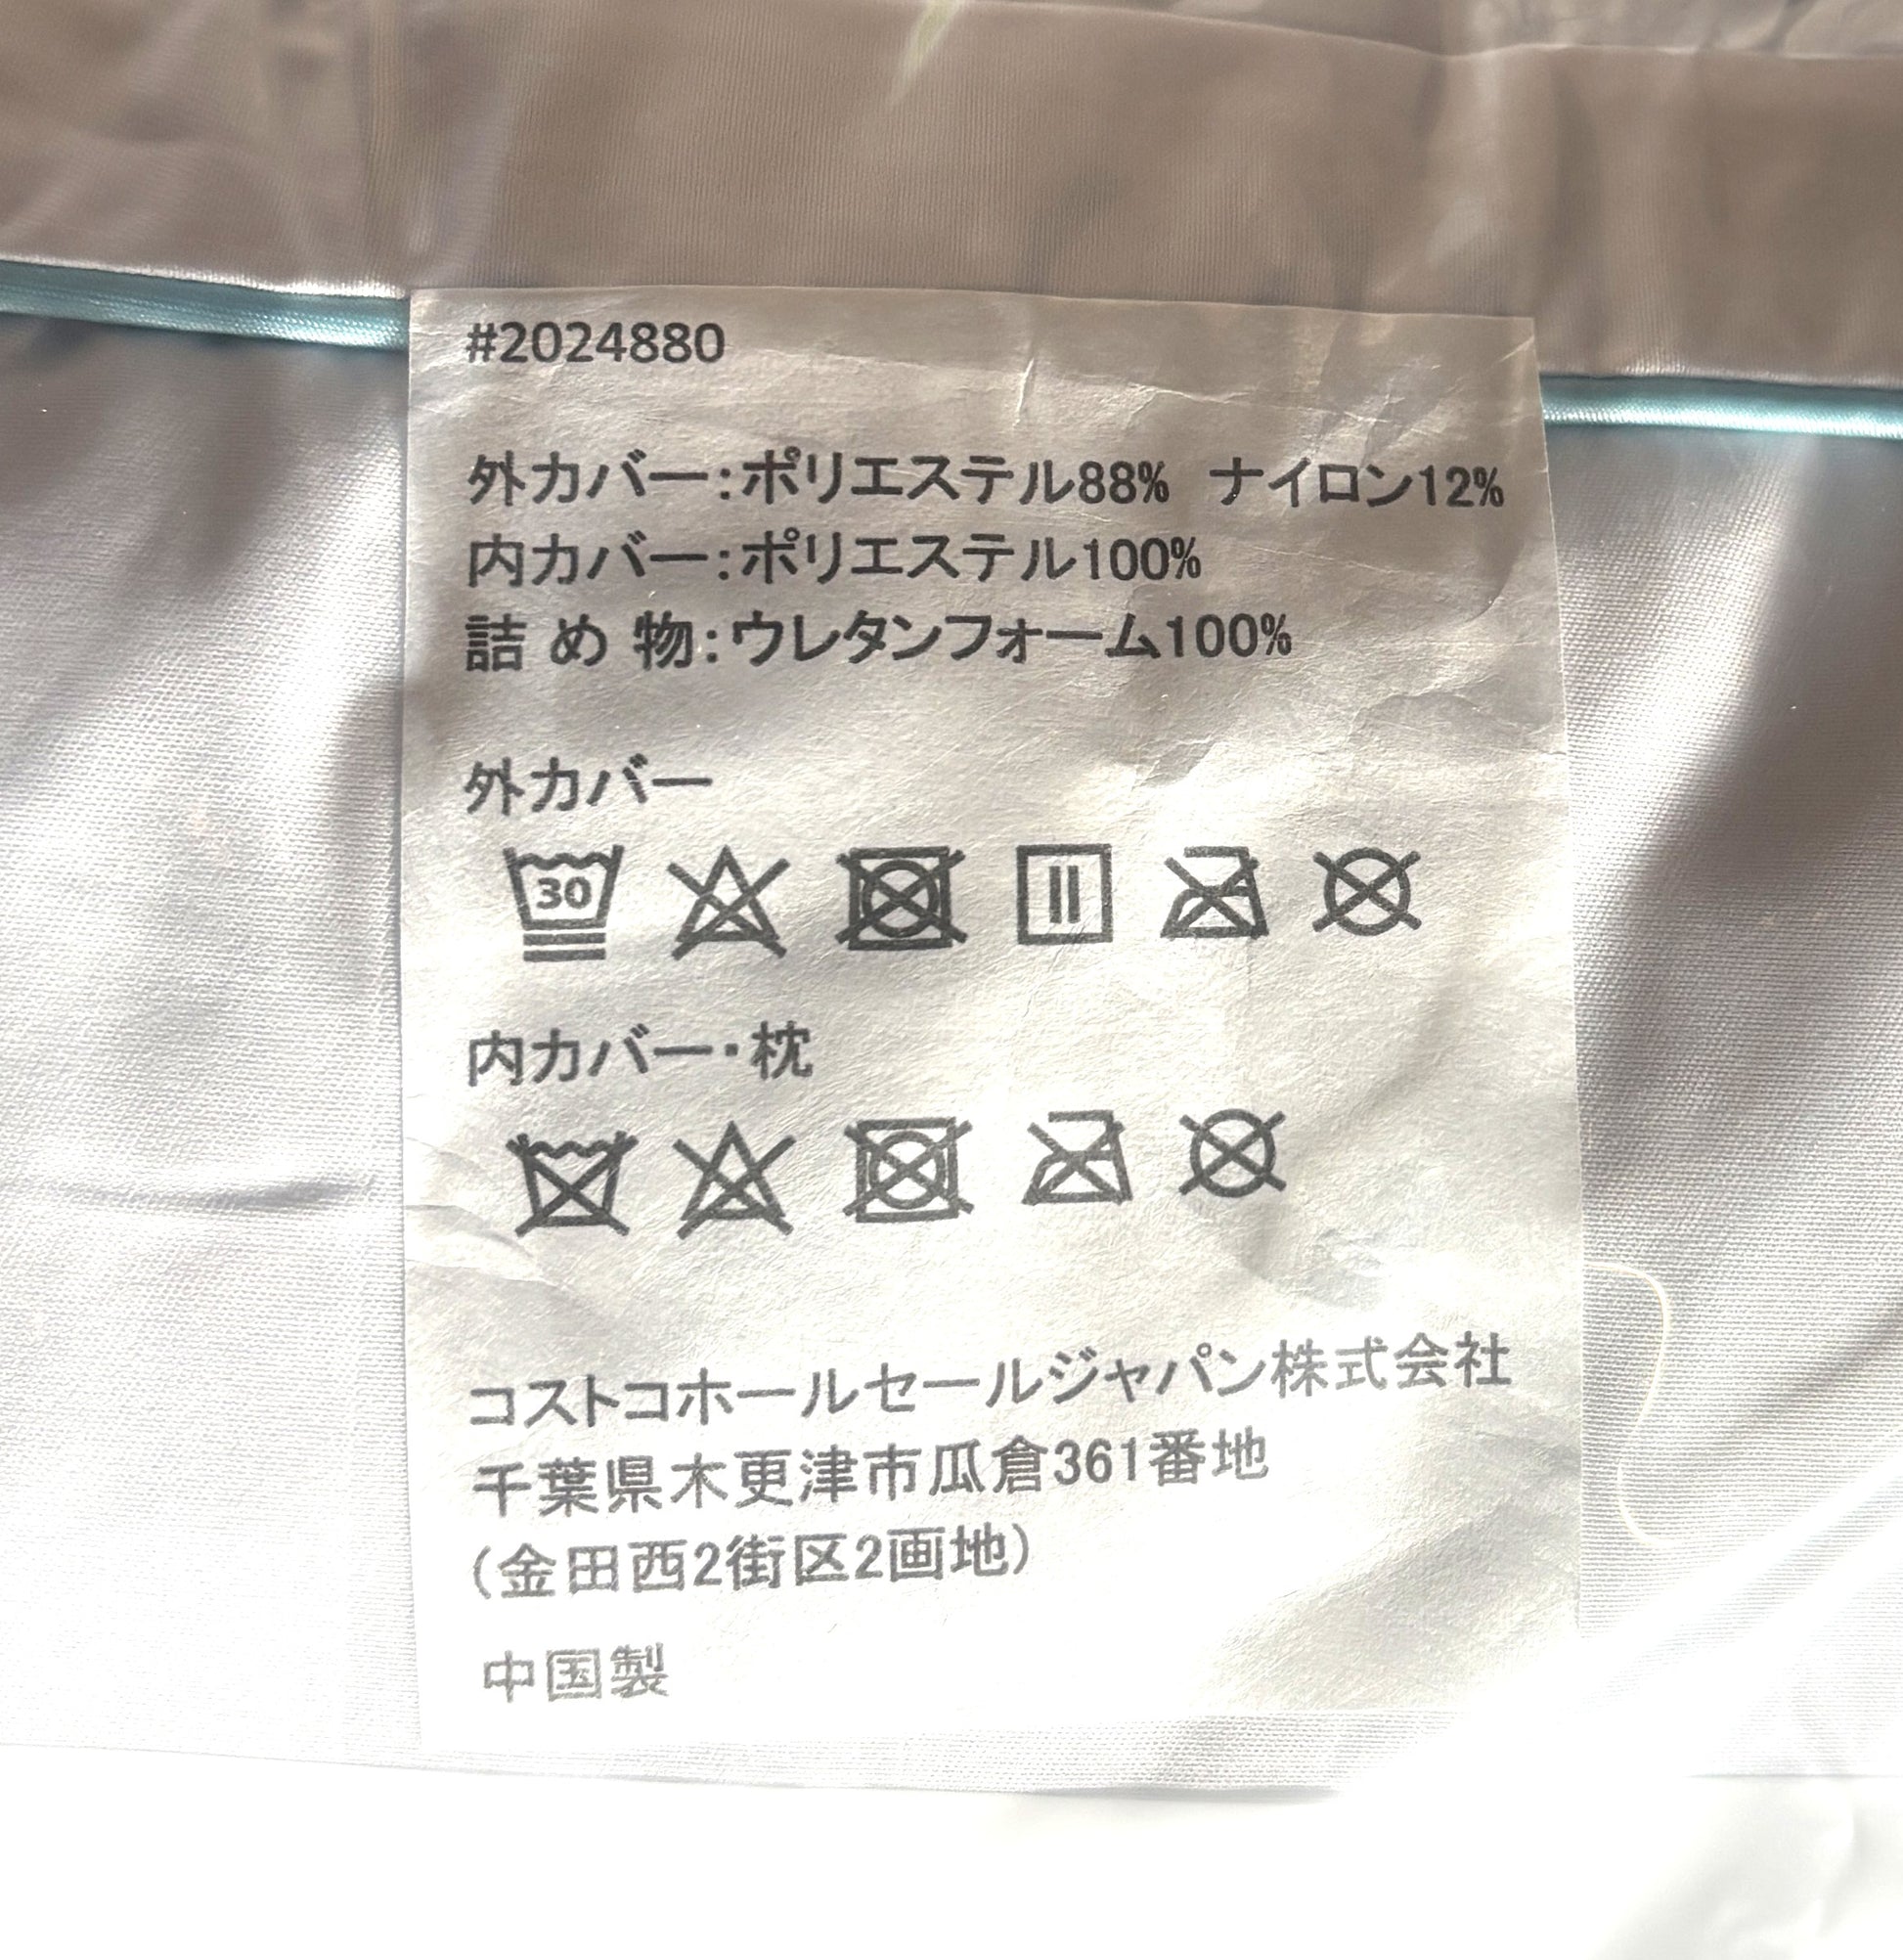 #2024880
外カバー：ポリエステル88% ナイロン12%
内カバー：ポリエステル100%
詰め物：ウレタンフォーム100%
外カバー
30
内カバー・枕
コストコホールセールジャパン株式会社
千葉県木更津市瓜倉361番地
（金田西2街区2画地）
中国製